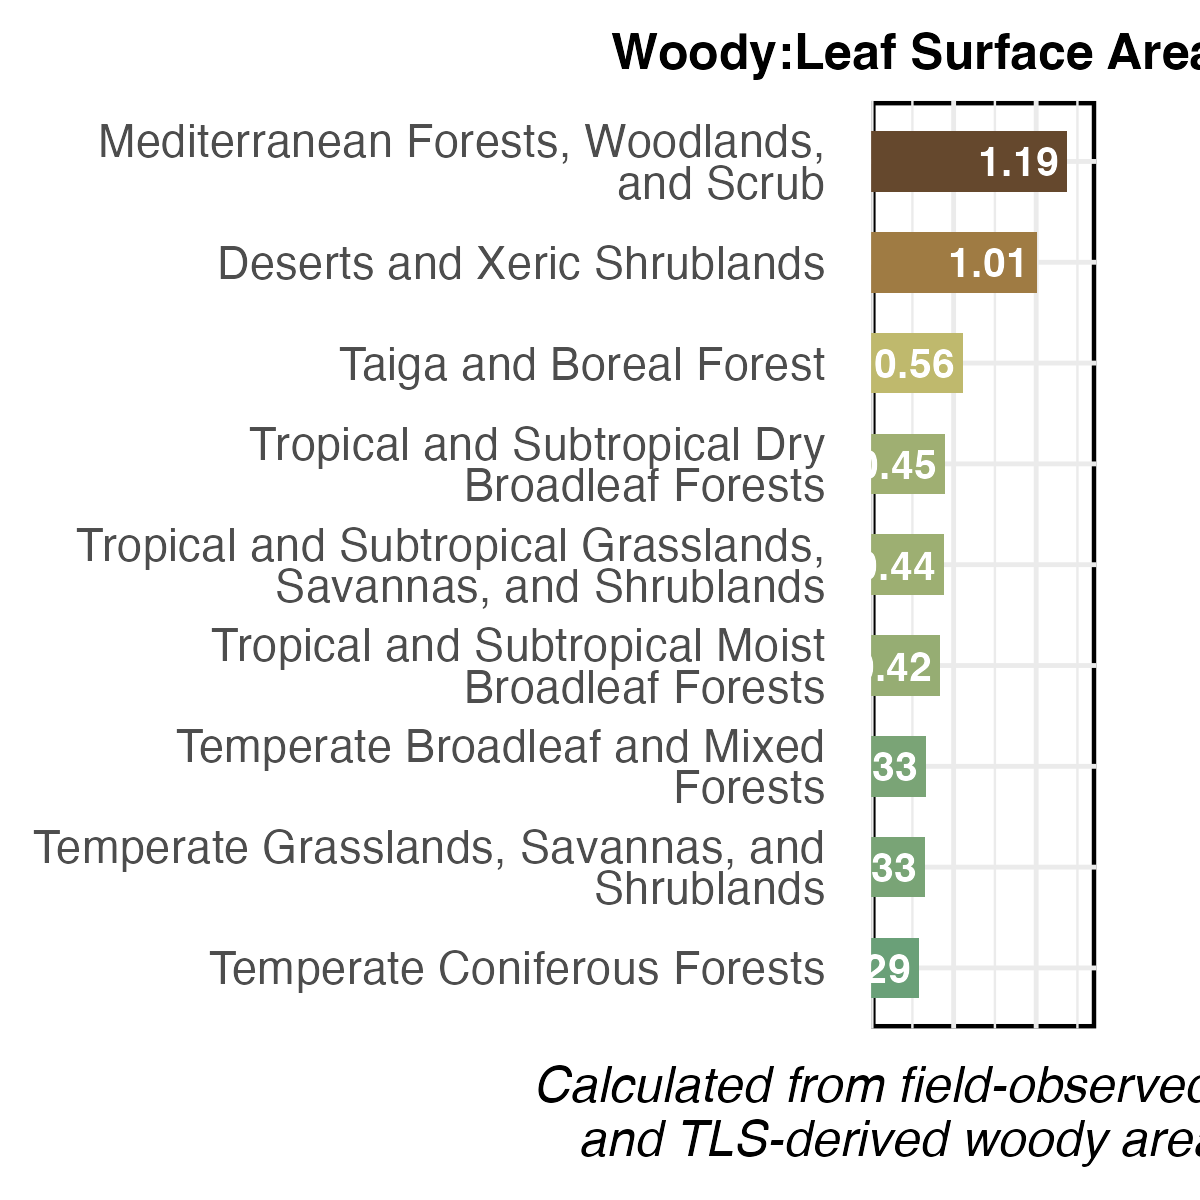 Woody:Leaf Surface Area
Mediterranean Forests, Woodlands,
and Scrub
1.19
Deserts and Xeric Shrublands
1.01
Taiga and Boreal Forest
0.56
Tropical and Subtropical Dry
Broadleaf Forests
0.45
Tropical and Subtropical Grasslands,
Savannas, and Shrublands
0.44
Tropical and Subtropical Moist
Broadleaf Forests
0.42
Temperate Broadleaf and Mixed
Forests
33
Temperate Grasslands, Savannas, and
Shrublands
33
Temperate Coniferous Forests
29
Calculated from field-observed
and TLS-derived woody area